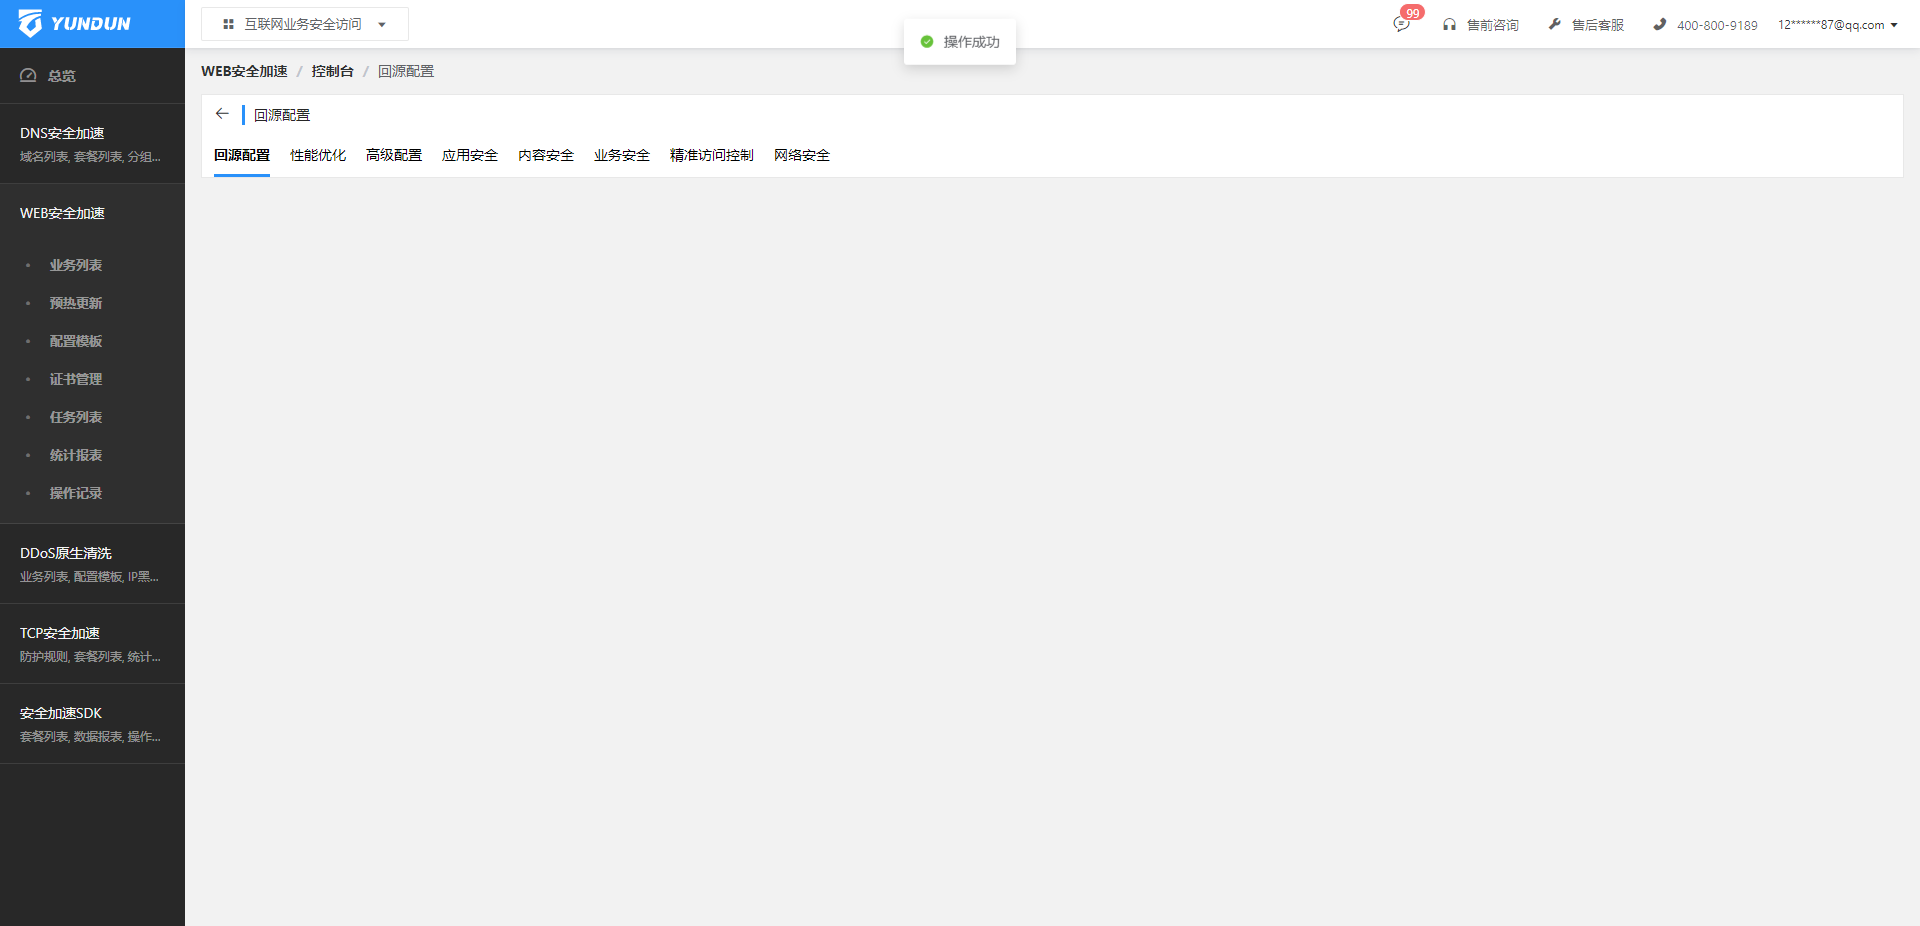 YUNDUN
互联网业务安全访问
操作成功
99
售前咨询
售后客服
400-800-9189
12******87@qq.com
总览
DNS安全加速
域名列表, 套餐列表, 分组...
WEB安全加速
业务列表
预热更新
配置模板
证书管理
任务列表
统计报表
操作记录
DDoS原生清洗
业务列表, 配置模板, IP黑...
TCP安全加速
防护规则, 套餐列表, 统计...
安全加速SDK
套餐列表, 数据报表, 操作...
WEB安全加速 / 控制台 / 回源配置
回源配置
回源配置 性能优化 高级配置 应用安全 内容安全 业务安全 精准访问控制 网络安全